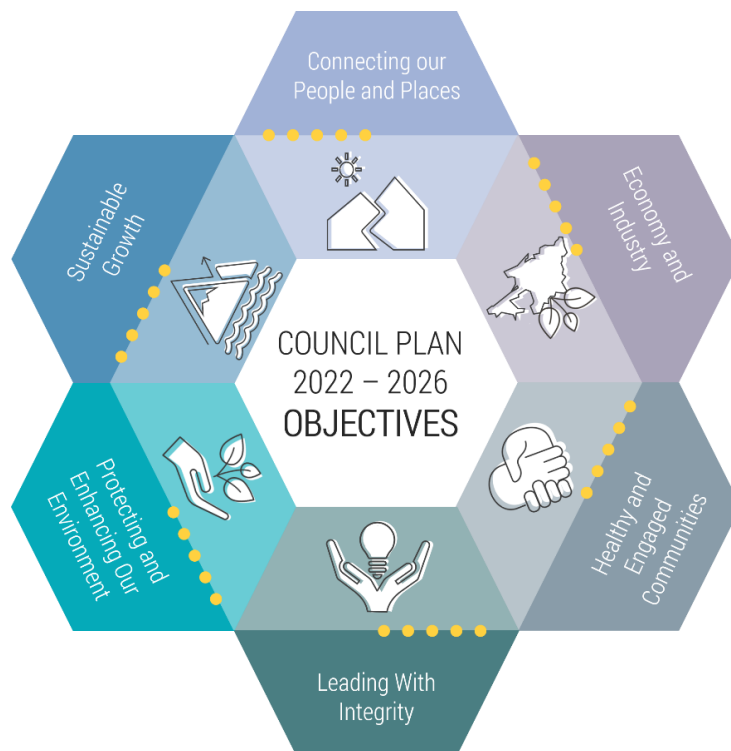 Connecting our
People and Places
Economy and
Industry
Healthy and
Engaged
Communities
Leading With
Integrity
Protecting and
Enhancing Our
Environment
Sustainable
Growth
COUNCIL PLAN
2022 – 2026
OBJECTIVES